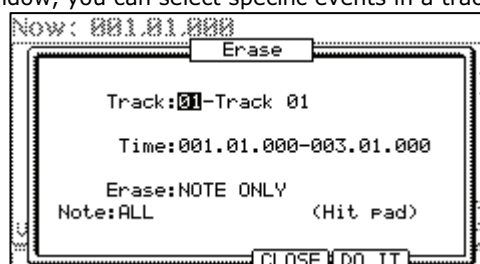 ndow, you can select specific events in a trac
Now: 001.01.000
Erase
Track:01-Track 01
Time:001.01.000-003.01.000
Erase:NOTE ONLY
Note:ALL (Hit pad)
CLOSE DO IT